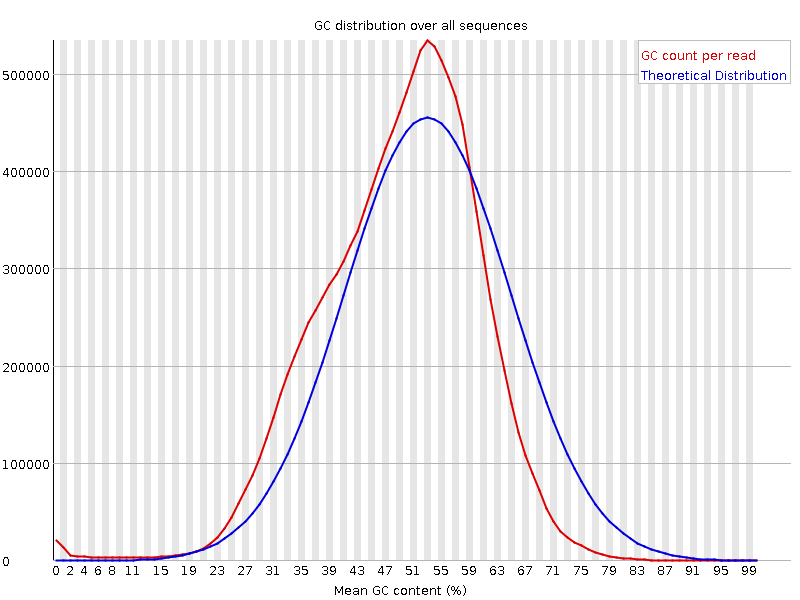 GC distribution over all sequences
GC count per read
Theoretical Distribution
500000
400000
300000
200000
100000
0
0 2 4 6 8 11 15 19 23 27 31 35 39 43 47 51 55 59 63 67 71 75 79 83 87 91 95 99
Mean GC content (%)